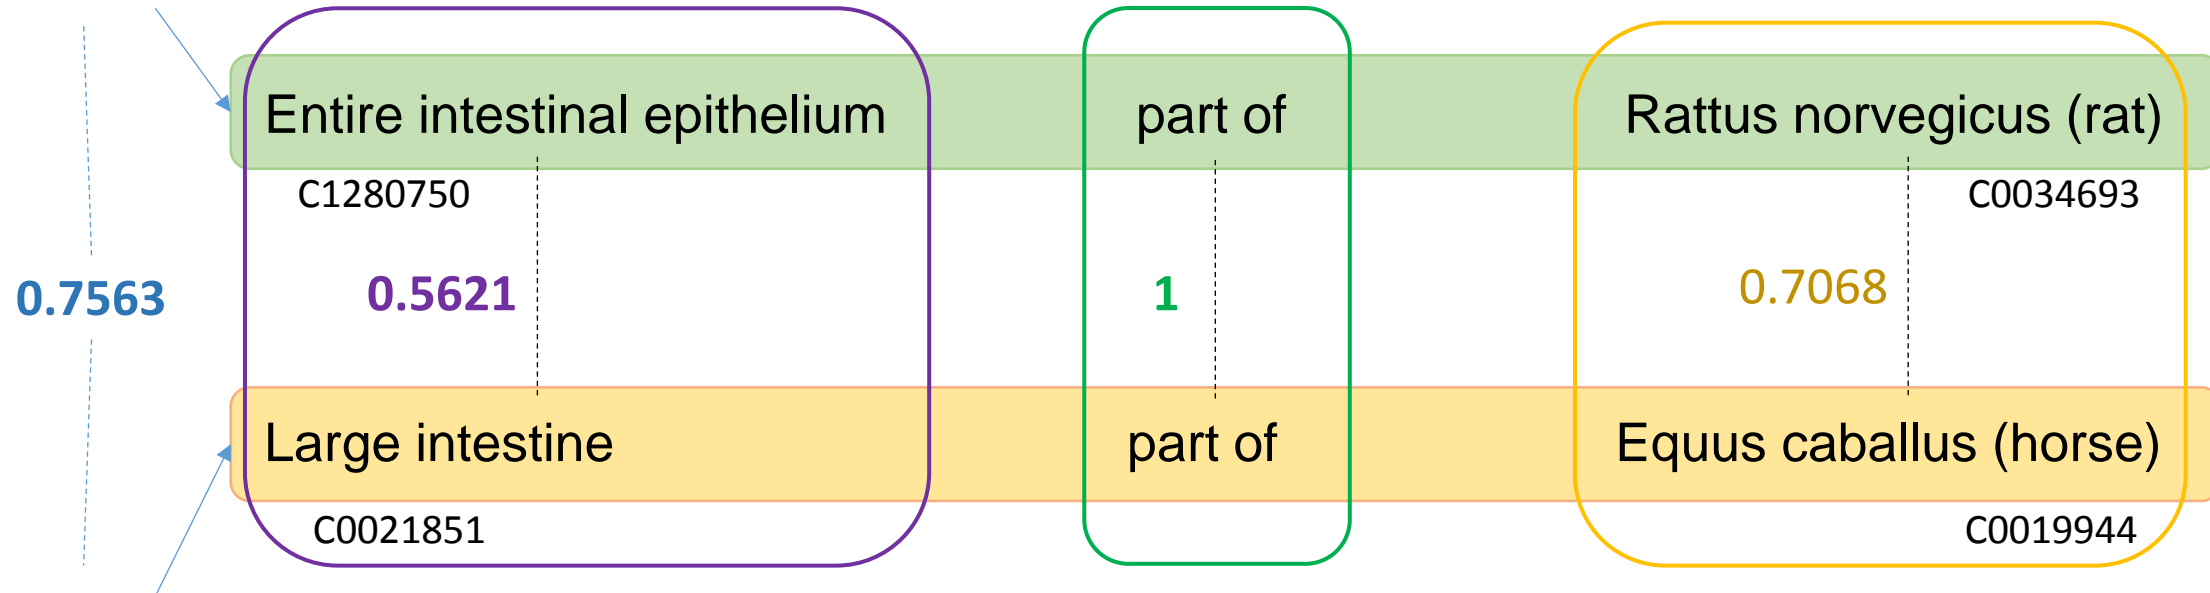 Entire intestinal epithelium part of Rattus norvegicus (rat)
C1280750 C0034693
0.7563 0.5621 1 0.7068
Large intestine part of Equus caballus (horse)
C0021851 C0019944